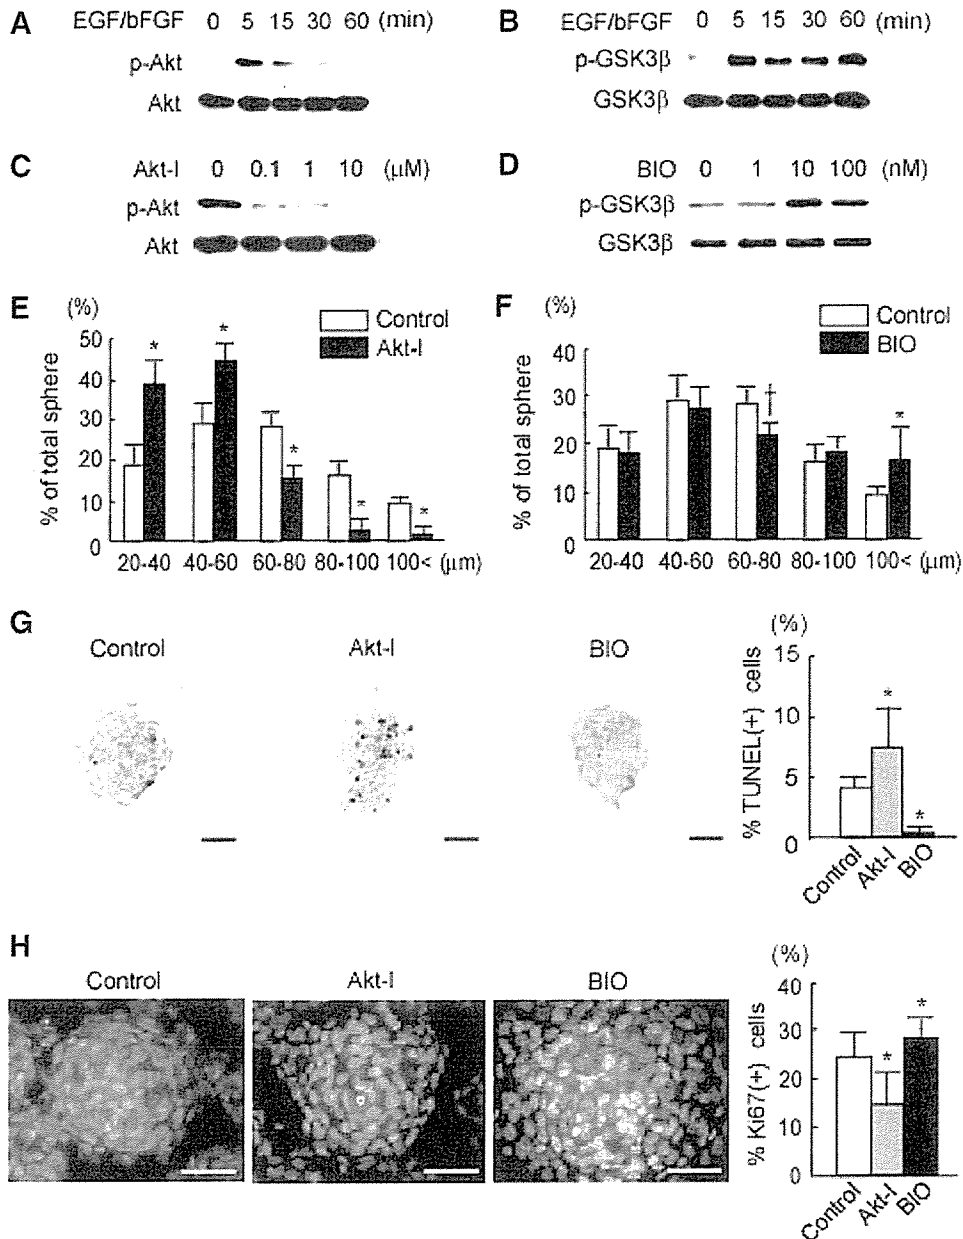 A EGF/bFGF 0 5 15 30 60 (min)
p-Akt
Akt
B EGF/bFGF 0 5 15 30 60 (min)
p-GSK3β
GSK3β
C Akt-I 0 0.1 1 10 (μM)
p-Akt
Akt
D BIO 0 1 10 100 (nM)
p-GSK3β
GSK3β
E (%)
% of total sphere
50
40
30
20
10
0
Control
Akt-I
* * * * *
20-40 40-60 60-80 80-100 100< (μm)
F (%)
% of total sphere
40
30
20
10
0
Control
BIO
† *
20-40 40-60 60-80 80-100 100< (μm)
G
Control Akt-I BIO
(%)
% TUNEL(+) cells
15
10
5
0
* *
Control Akt-I BIO
H
Control Akt-I BIO
(%)
% Ki67(+) cells
40
30
20
10
0
* *
Control Akt-I BIO